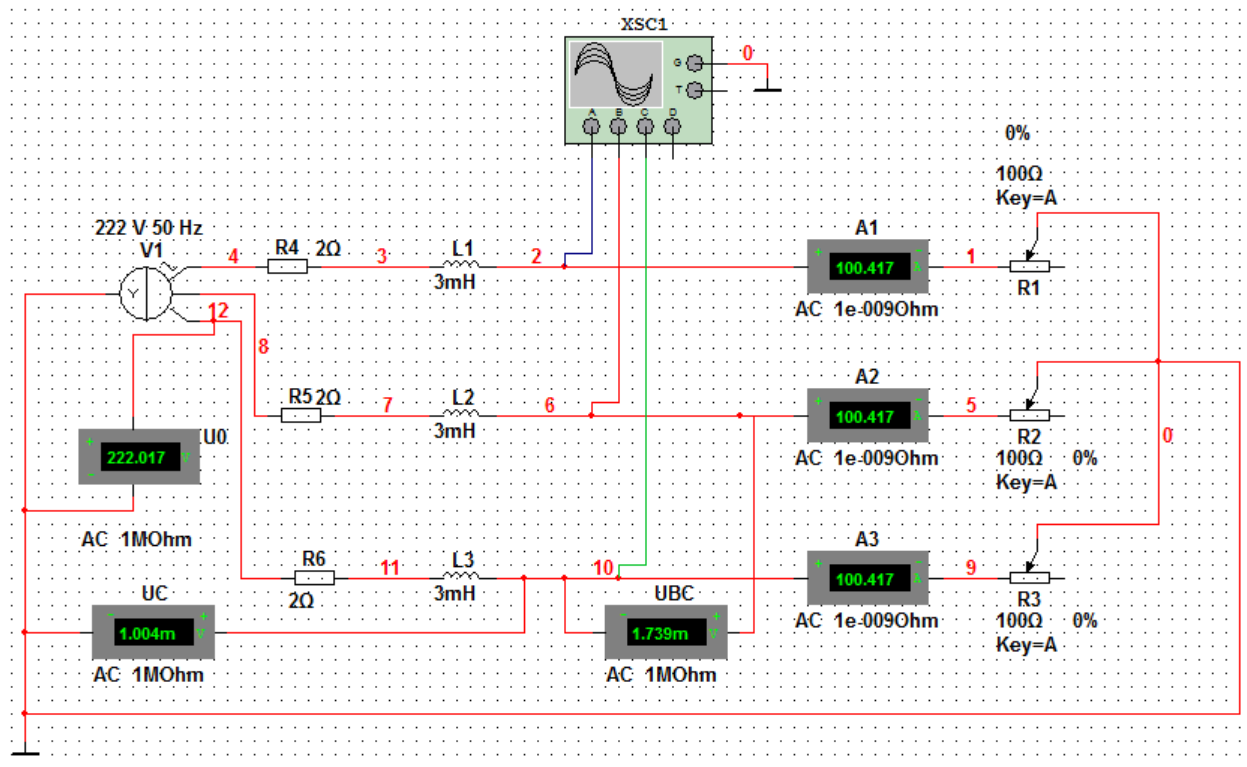 XSC1
G
T
A B C D
0
0%
100Ω
Key=A
222 V 50 Hz
V1
Y
4
R4 2Ω
3
L1
3mH
2
A1
+
-
100.417 A
AC 1e-009Ohm
1
R1
12
8
R5 2Ω
7
L2
3mH
6
A2
+
-
100.417 A
AC 1e-009Ohm
5
R2
100Ω 0%
Key=A
0
U0
+
222.017 V
-
AC 1MOhm
R6
2Ω
11
L3
3mH
10
A3
+
-
100.417 A
AC 1e-009Ohm
9
R3
100Ω 0%
Key=A
UC
-
+
1.004m V
AC 1MOhm
UBC
-
+
1.739m V
AC 1MOhm